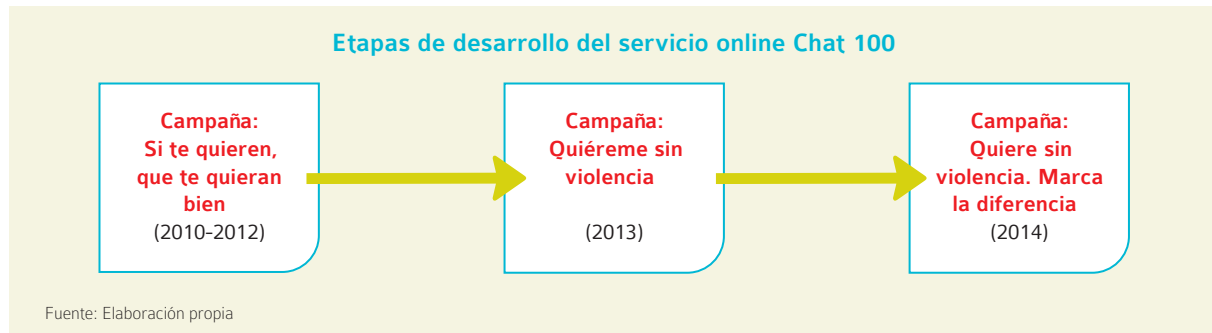 Etapas de desarrollo del servicio online Chat 100
Campaña:
Si te quieren,
que te quieran
bien
(2010-2012)
Campaña:
Quiéreme sin
violencia
(2013)
Campaña:
Quiere sin
violencia. Marca
la diferencia
(2014)
Fuente: Elaboración propia